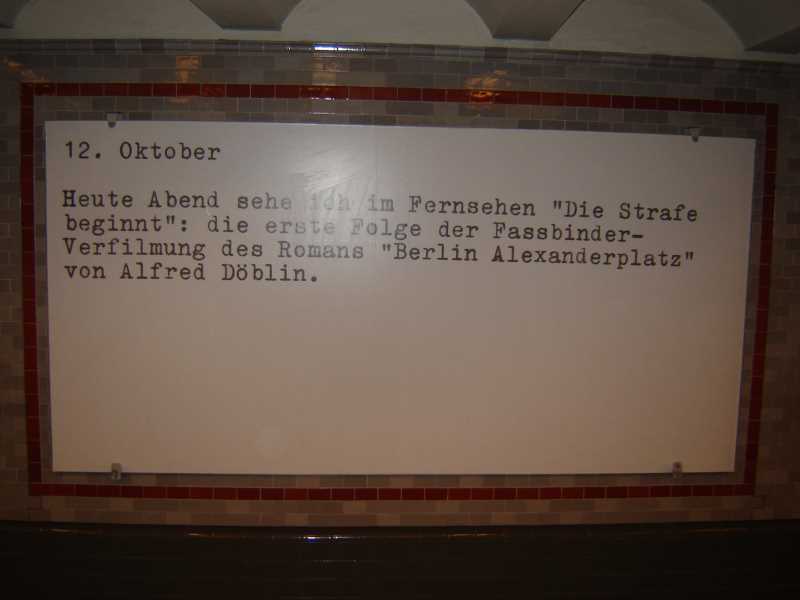 12. Oktober
Heute Abend sehe ich im Fernsehen "Die Strafe
beginnt": die erste Folge der Fassbinder-
Verfilmung des Romans "Berlin Alexanderplatz"
von Alfred Döblin.